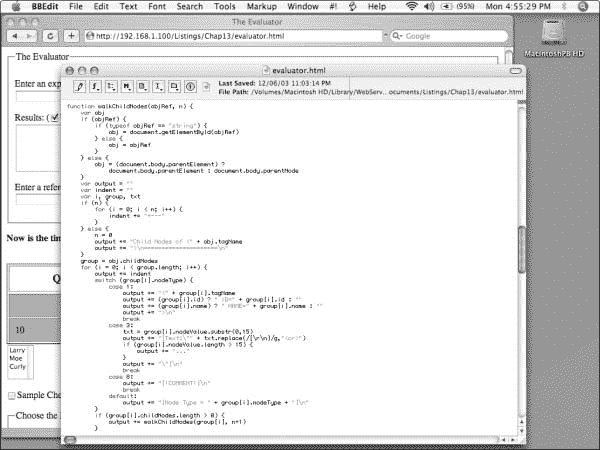 BBEdit File Edit Text Font Search Tools Markup Window #! Help (95%) Mon 4:55:29 PM
The Evaluator
http://192.168.1.100/Listings/Chap13/evaluator.html
Google
MacintoshPB HD
The Evaluator
Enter an exp
Results: (
Enter a refere
Now is the tim
Q
10
Larry
Moe
Curly
Sample Che
Choose the
evaluator.html
Last Saved: 12/06/03 11:03:14 PM
File Path: /Volumes/Macintosh HD/Library/WebServ...ocuments/Listings/Chap13/evaluator.html
function walkChildNodes(objRef, n) {
var obj
if (objRef) {
if (typeof objRef == "string") {
obj = document.getElementById(objRef)
} else {
obj = objRef
}
} else {
obj = (document.body.parentElement) ?
document.body.parentElement : document.body.parentNode
}
var output = ""
var indent = ""
var i, group, txt
if (n) {
for (i = 0; i < n; i++) {
indent += "+---"
}
} else {
n = 0
output += "Child Nodes of <" + obj.tagName
output +=
}
group = obj.childNodes
for (i = 0; i < group.length; i++) {
output += indent
switch (group[i].nodeType) {
case 1:
output += "<" + group[i].tagName
output += (group[i].id) ? " ID=" + group[i].id : ""
output += (group[i].name) ? " NAME=" + group[i].name : ""
output += ">\n"
break
case 3:
txt = group[i].nodeValue.substr(0,15)
output += "[Text:\"" + txt.replace(/[\r\n]/g,"<cr>")
if (group[i].nodeValue.length > 15) {
output += "..."
}
output += "\"]\n"
break
case 8:
output += "[!COMMENT!]\n"
break
default:
output += "[Node Type = " + group[i].nodeType + "]\n"
}
if (group[i].childNodes.length > 0) {
output += walkChildNodes(group[i], n+1)
}